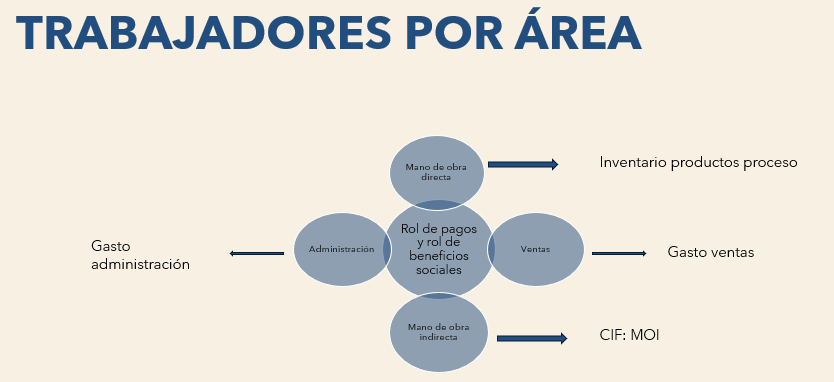 TRABAJADORES POR ÁREA
Mano de obra
directa
Inventario productos proceso
Rol de pagos
y rol de
beneficios
sociales
Gasto
administración
Administración
Ventas
Gasto ventas
Mano de obra
indirecta
CIF: MOI